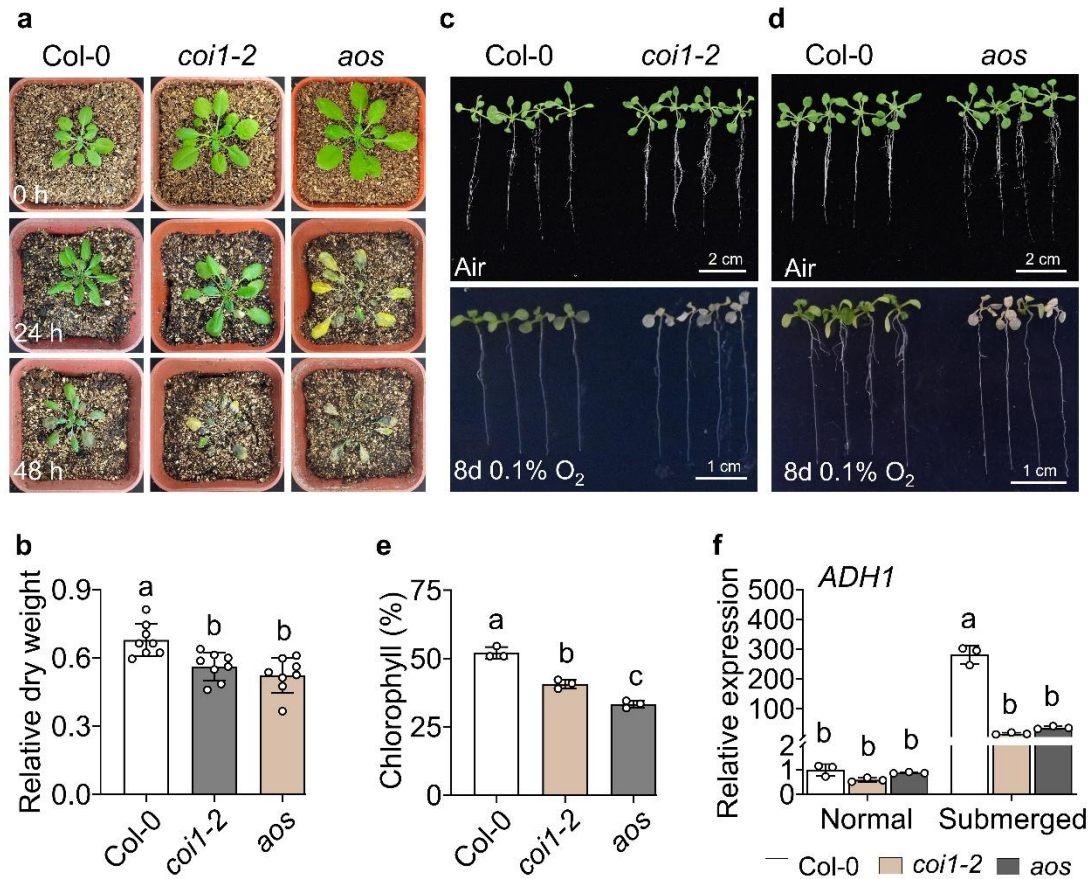 a
Col-0 coi1-2 aos
0 h
24 h
48 h
c
Col-0 coi1-2
Air
2 cm
8d 0.1% O₂
1 cm
d
Col-0 aos
Air
2 cm
8d 0.1% O₂
1 cm
b
Relative dry weight
0.9
0.6
0.3
0.0
a
b
b
Col-0
coi1-2
aos
e
Chlorophyll (%)
75
50
25
0
a
b
c
Col-0
coi1-2
aos
f
ADH1
Relative expression
500
400
300
200
100
2
1
0
b b b
a
b b
Normal Submerged
Col-0 coi1-2 aos